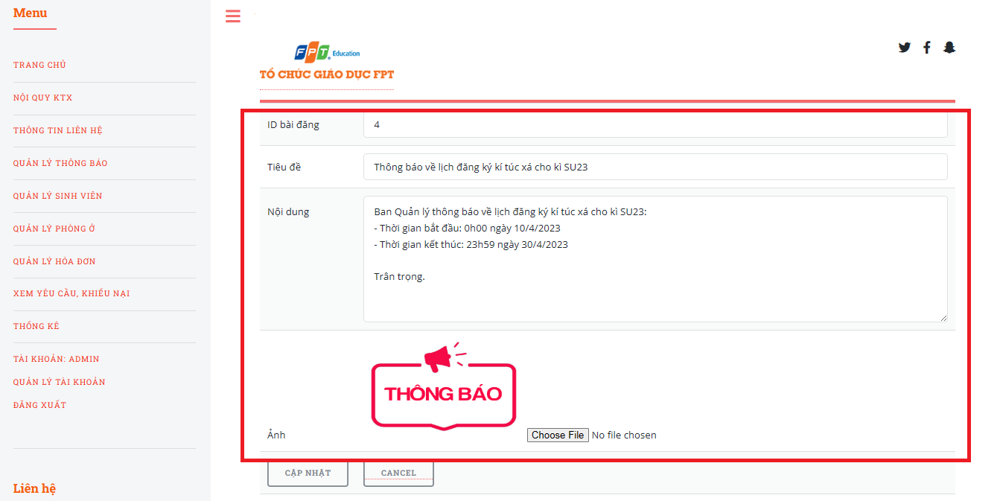 Menu
TRANG CHỦ
NỘI QUY KTX
THÔNG TIN LIÊN HỆ
QUẢN LÝ THÔNG BÁO
QUẢN LÝ SINH VIÊN
QUẢN LÝ PHÒNG Ở
QUẢN LÝ HÓA ĐƠN
XEM YÊU CẦU, KHIẾU NẠI
THỐNG KÊ
TÀI KHOẢN: ADMIN
QUẢN LÝ TÀI KHOẢN
ĐĂNG XUẤT
Liên hệ
FPT. Education
TỔ CHỨC GIÁO DỤC FPT
ID bài đăng 4
Tiêu đề Thông báo về lịch đăng ký kí túc xá cho kì SU23
Nội dung Ban Quản lý thông báo về lịch đăng ký kí túc xá cho kì SU23:
- Thời gian bắt đầu: 0h00 ngày 10/4/2023
- Thời gian kết thúc: 23h59 ngày 30/4/2023
Trân trọng.
THÔNG BÁO
Ảnh Choose File No file chosen
CẬP NHẬT CANCEL